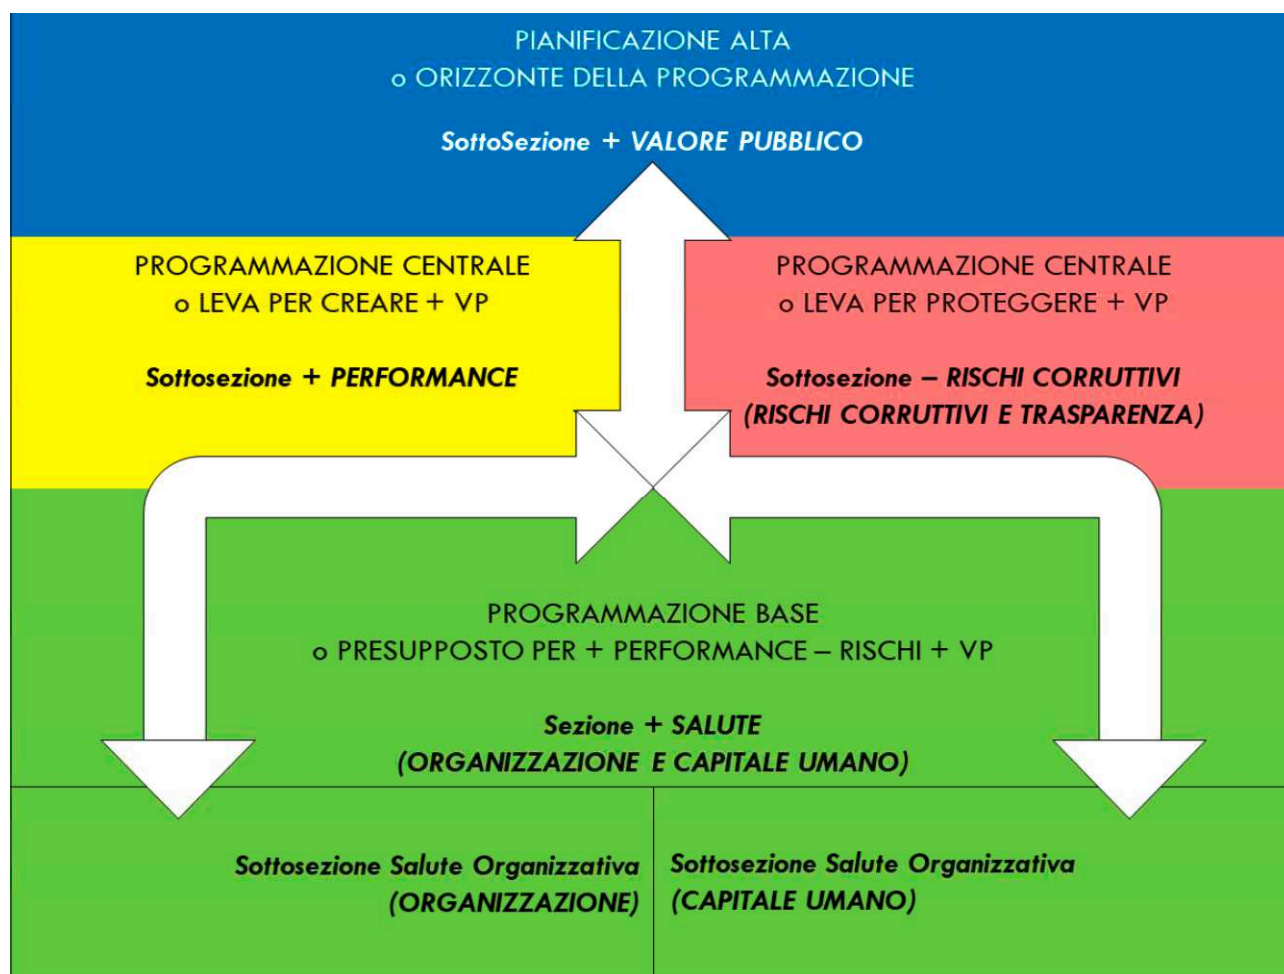 PIANIFICAZIONE ALTA
o ORIZZONTE DELLA PROGRAMMAZIONE
SottoSezione + VALORE PUBBLICO
PROGRAMMAZIONE CENTRALE
o LEVA PER CREARE + VP
Sottosezione + PERFORMANCE
PROGRAMMAZIONE CENTRALE
o LEVA PER PROTEGGERE + VP
Sottosezione – RISCHI CORRUTTIVI
(RISCHI CORRUTTIVI E TRASPARENZA)
PROGRAMMAZIONE BASE
o PRESUPPOSTO PER + PERFORMANCE – RISCHI + VP
Sezione + SALUTE
(ORGANIZZAZIONE E CAPITALE UMANO)
Sottosezione Salute Organizzativa
(ORGANIZZAZIONE)
Sottosezione Salute Organizzativa
(CAPITALE UMANO)